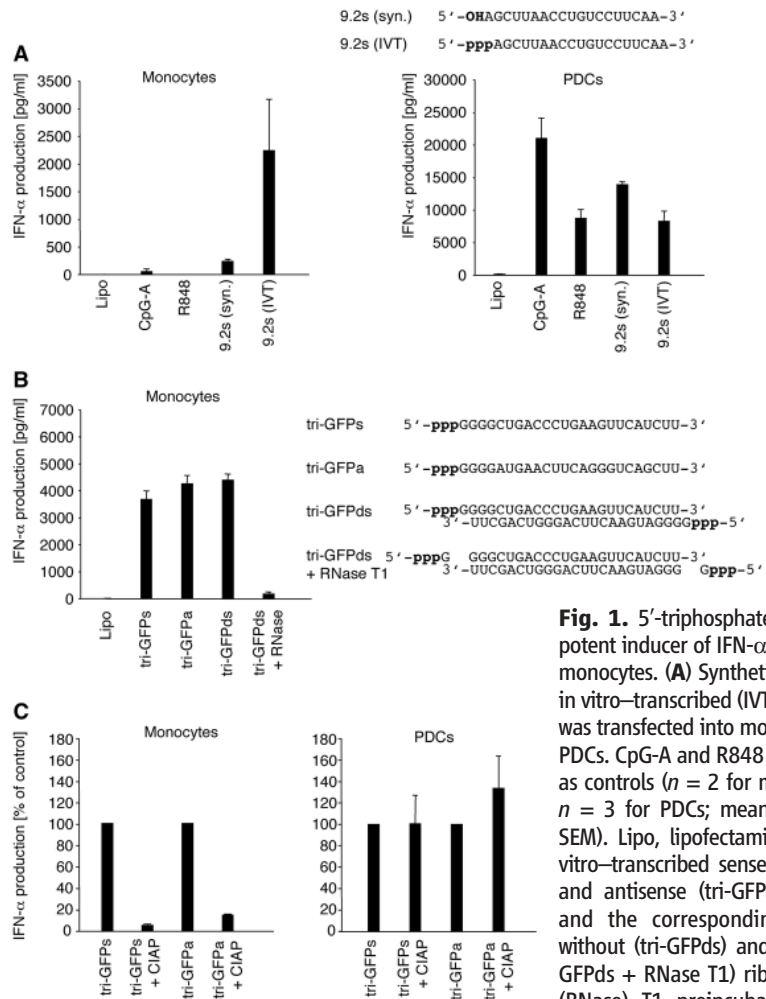 9.2s (syn.) 5'-OHAGCUUAACCUGUCCUUCAA-3'
9.2s (IVT) 5'-pppAGCUUAACCUGUCCUUCAA-3'
A
Monocytes
IFN-α production [pg/ml]
3500
3000
2500
2000
1500
1000
500
0
Lipo
CpG-A
R848
9.2s (syn.)
9.2s (IVT)
PDCs
IFN-α production [pg/ml]
30000
25000
20000
15000
10000
5000
0
Lipo
CpG-A
R848
9.2s (syn.)
9.2s (IVT)
B
Monocytes
IFN-α production [pg/ml]
7000
6000
5000
4000
3000
2000
1000
0
Lipo
tri-GFPs
tri-GFPa
tri-GFPds
tri-GFPds
+ RNase
tri-GFPs 5'-pppGGGGCUGACCCUGAAGUUCAUCUU-3'
tri-GFPa 5'-pppGGGGAUGAACUUCAGGGUCAGCUU-3'
tri-GFPds 5'-pppGGGGCUGACCCUGAAGUUCAUCUU-3'
3'-UUCGACUGGGACUUCAAGUAGGGGppp-5'
tri-GFPds 5'-pppG GGGCUGACCCUGAAGUUCAUCUU-3'
+ RNase T1 3'-UUCGACUGGGACUUCAAGUAGGG Gppp-5'
C
Monocytes
IFN-α production [% of control]
180
160
140
120
100
80
60
40
20
0
tri-GFPs
tri-GFPs
+ CIAP
tri-GFPa
tri-GFPa
+ CIAP
PDCs
180
160
140
120
100
80
60
40
20
0
tri-GFPs
tri-GFPs
+ CIAP
tri-GFPa
tri-GFPa
+ CIAP
Fig. 1. 5′-triphosphate
potent inducer of IFN-α
monocytes. (A) Syntheti
in vitro–transcribed (IVT
was transfected into mo
PDCs. CpG-A and R848
as controls (n = 2 for m
n = 3 for PDCs; mean
SEM). Lipo, lipofectami
vitro–transcribed sense
and antisense (tri-GFP
and the correspondin
without (tri-GFPds) and
GFPds + RNase T1) rib
(RNase) T1 preincuba